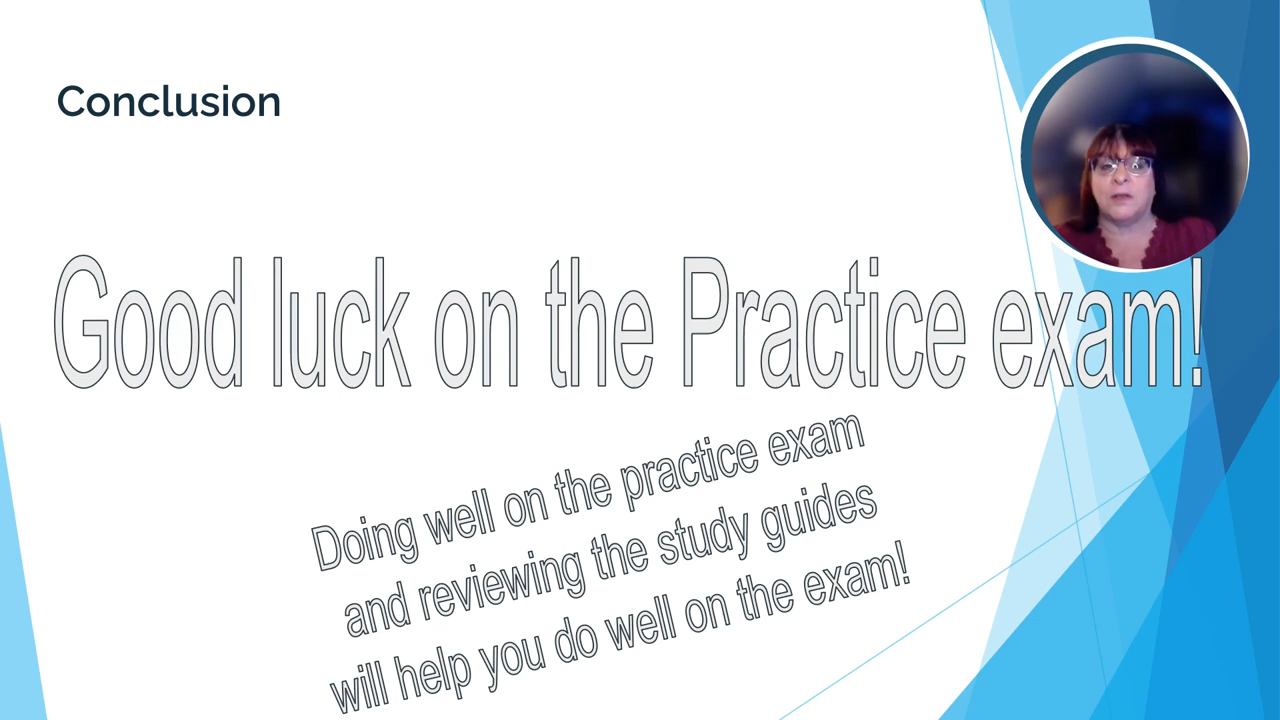 Conclusion
Good luck on the Practice exam!
Doing well on the practice exam
and reviewing the study guides
will help you do well on the exam!